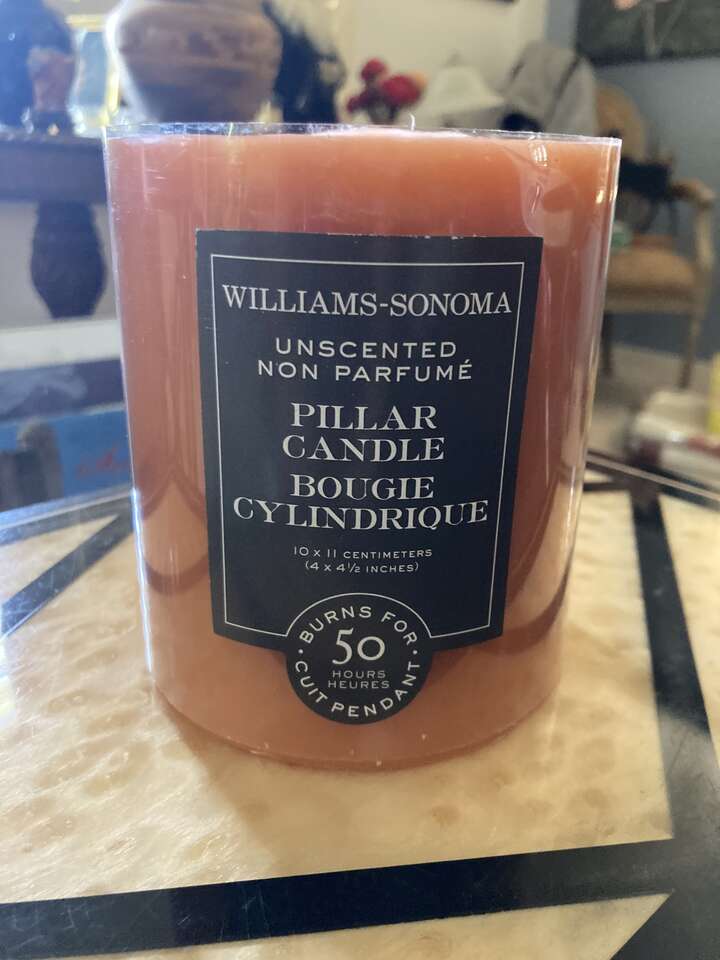 WILLIAMS-SONOMA
UNSCENTED
NON PARFUMÉ
PILLAR
CANDLE
BOUGIE
CYLINDRIQUE
10 x 11 CENTIMETERS
(4 x 4½ INCHES)
• BURNS FOR •
50
HOURS
HEURES
CUIT PENDANT